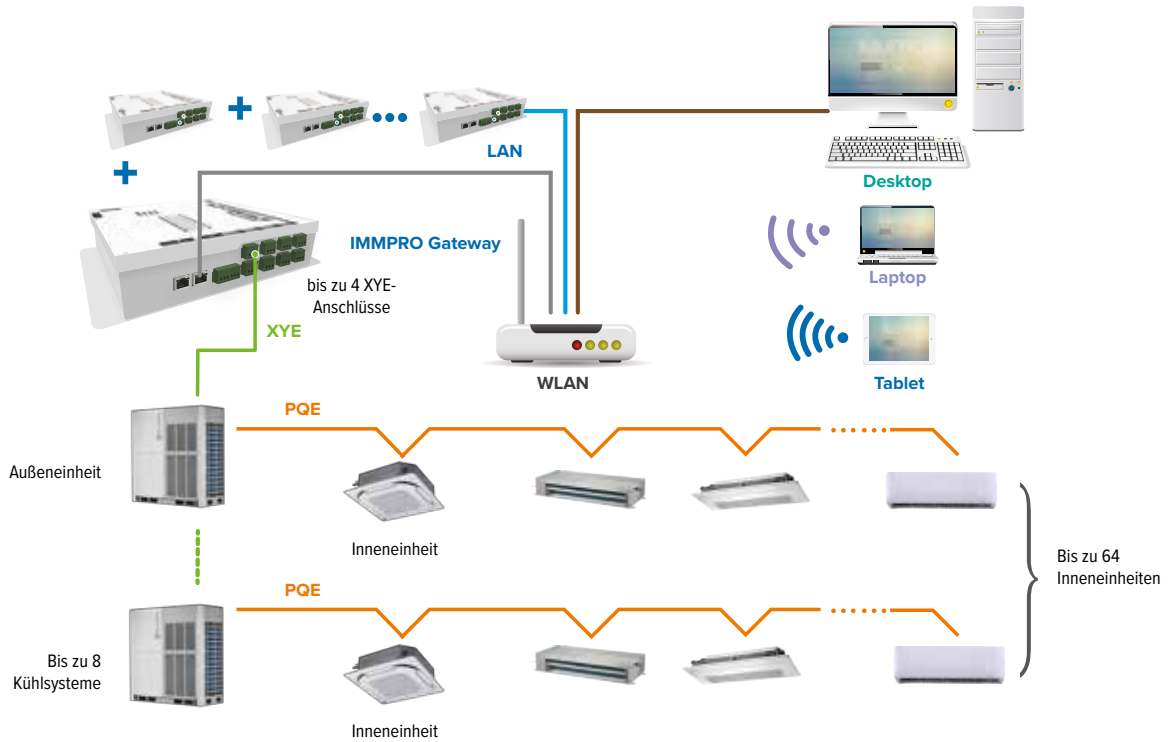 LAN
Desktop
IMMPRO Gateway
bis zu 4 XYE-
Anschlüsse
XYE
WLAN
Laptop
Tablet
PQE
Außeneinheit
Inneneinheit
Bis zu 64
Inneneinheiten
PQE
Bis zu 8
Kühlsysteme
Inneneinheit